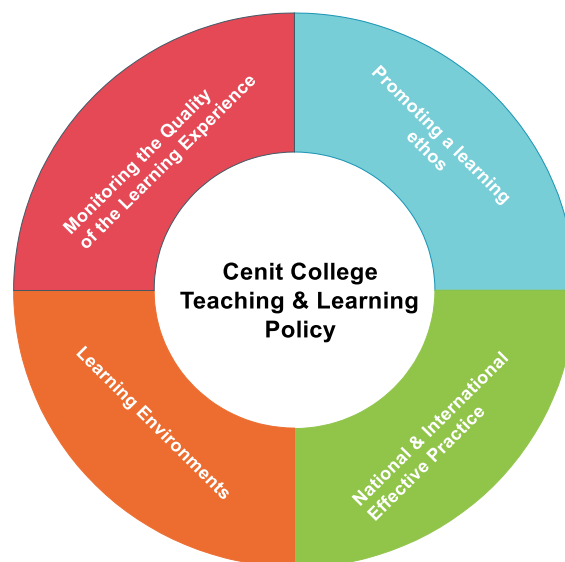 Monitoring the Quality
of the Learning Experience
Promoting a learning
ethos
Cenit College
Teaching & Learning
Policy
Learning Environments
National & International
Effective Practice